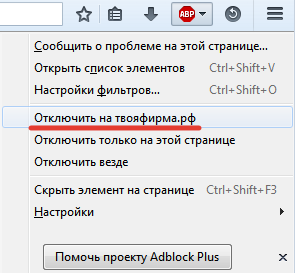 ABP
Сообщить о проблеме на этой странице...
Открыть список элементов Ctrl+Shift+V
Настройки фильтров... Ctrl+Shift+O
Отключить на твояфирма.рф
Отключить только на этой странице
Отключить везде
Скрыть элемент на странице Ctrl+Shift+F3
Настройки
Помочь проекту Adblock Plus